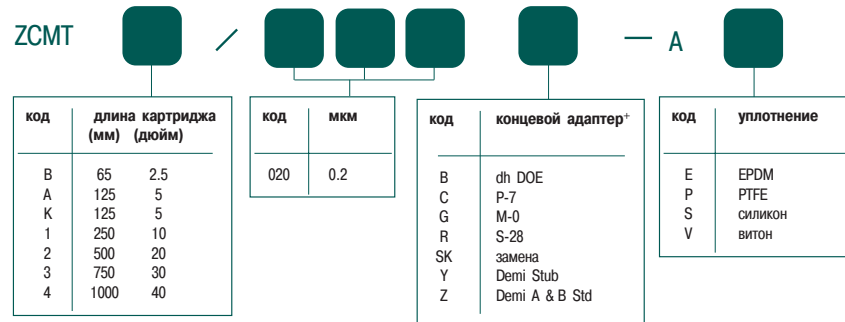 ZCMT / — A
код длина картриджа
(мм) (дюйм)
B 65 2.5
A 125 5
K 125 5
1 250 10
2 500 20
3 750 30
4 1000 40
код мкм
020 0.2
код концевой адаптер+
B dh DOE
C P-7
G M-0
R S-28
SK замена
Y Demi Stub
Z Demi A & B Std
код уплотнение
E EPDM
P PTFE
S силикон
V витон